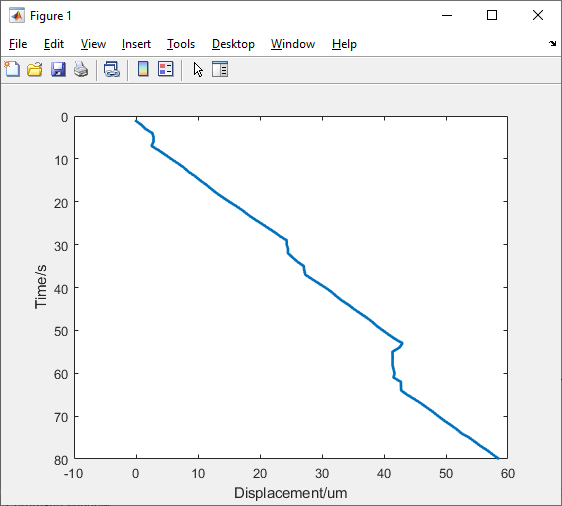 Figure 1
File Edit View Insert Tools Desktop Window Help
0
10
20
30
40
50
60
70
80
Time/s
-10 0 10 20 30 40 50 60
Displacement/um